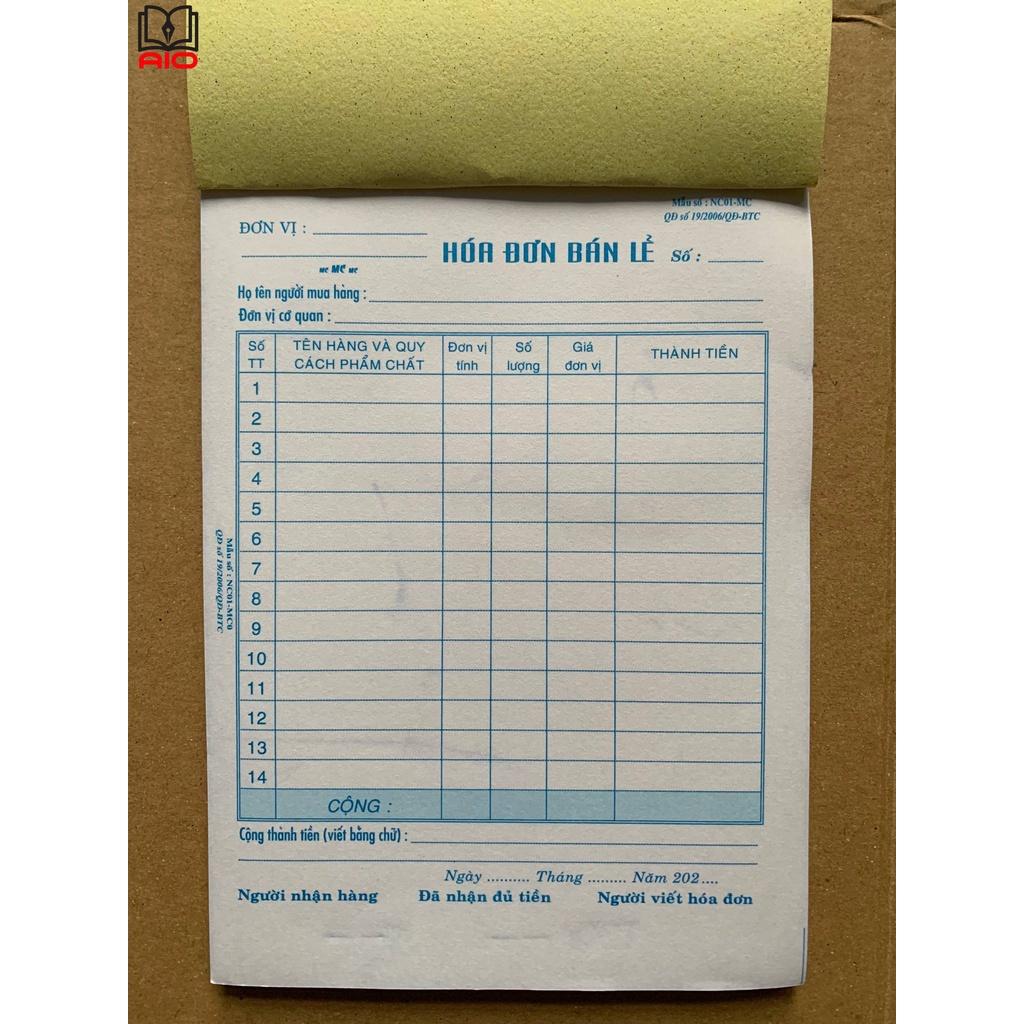 AIO
Mẫu số : NC01-MC
QĐ số 19/2006/QĐ-BTC
ĐƠN VỊ :
HÓA ĐƠN BÁN LẺ Số :
MC MC MC
Họ tên người mua hàng :
Đơn vị cơ quan :
Số TT TÊN HÀNG VÀ QUY CÁCH PHẨM CHẤT Đơn vị tính Số lượng Giá đơn vị THÀNH TIỀN
1
2
3
4
5
6
7
8
9
10
11
12
13
14
CỘNG :
Mẫu số : NC01-MC0
QĐ số 19/2006/QĐ-BTC
Cộng thành tiền (viết bằng chữ) :
Ngày .......... Tháng ......... Năm 202....
Người nhận hàng Đã nhận đủ tiền Người viết hóa đơn